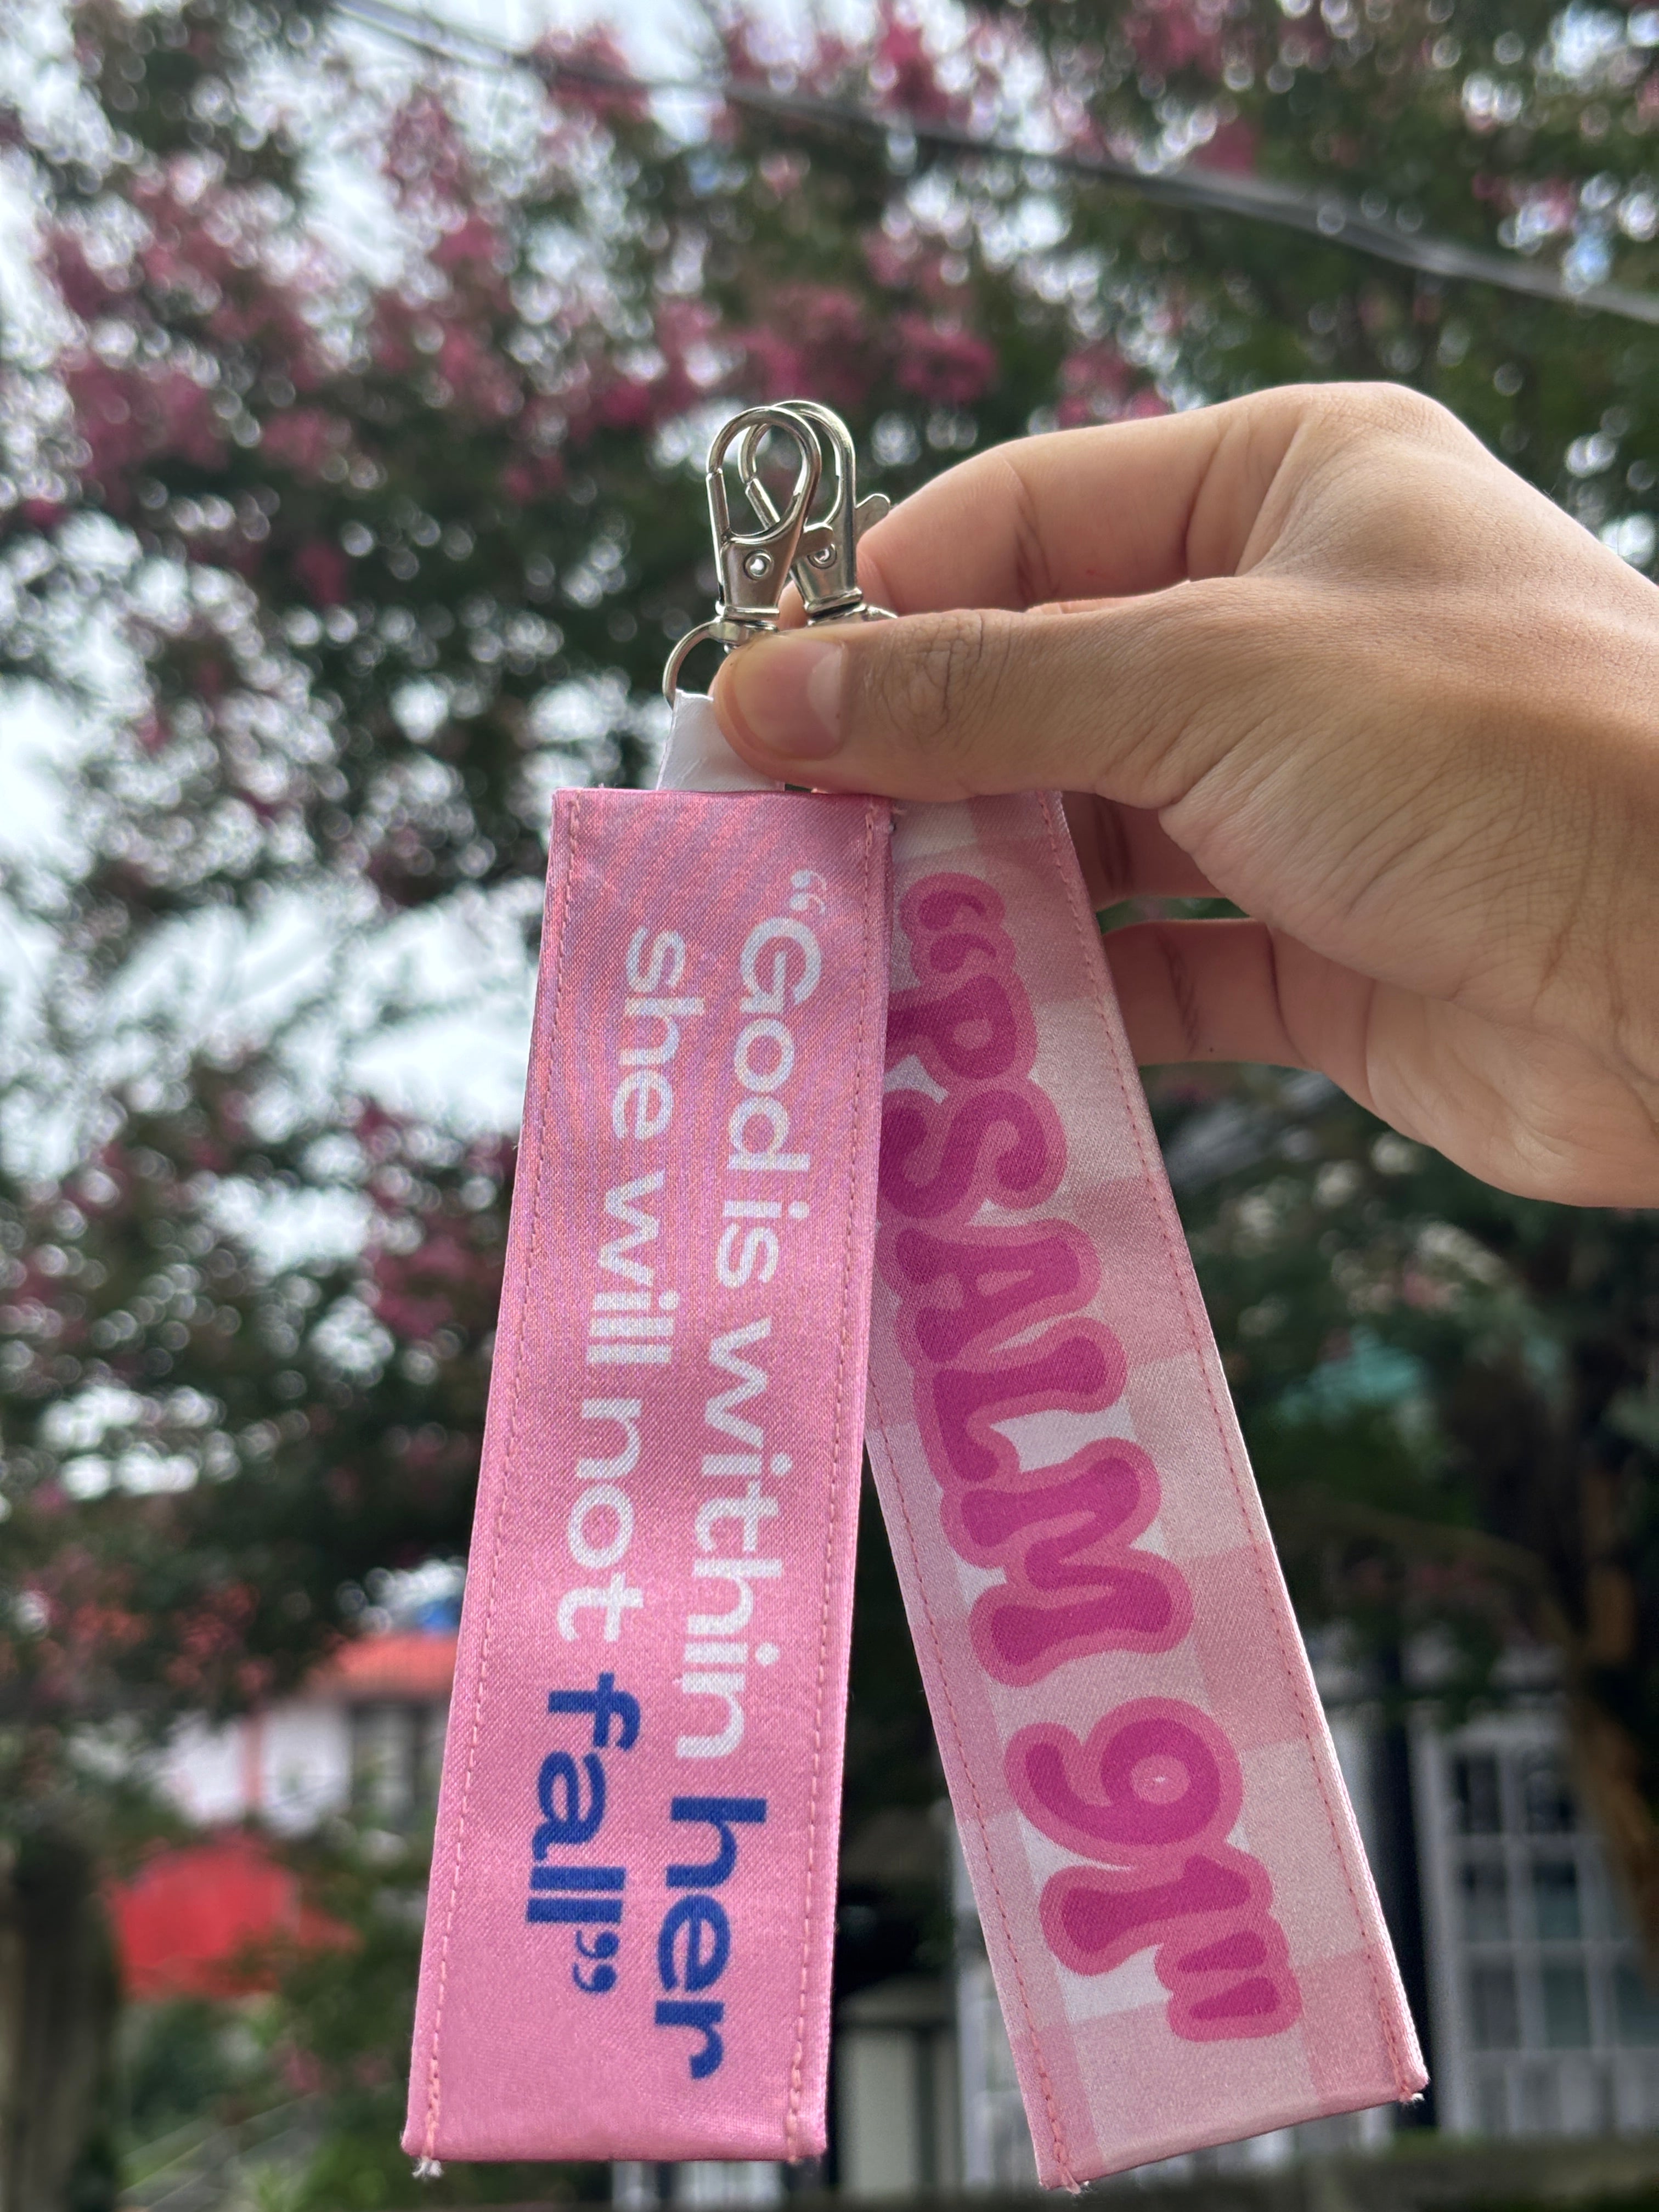 “God is within her
she will not fall”
“PSALM 91"